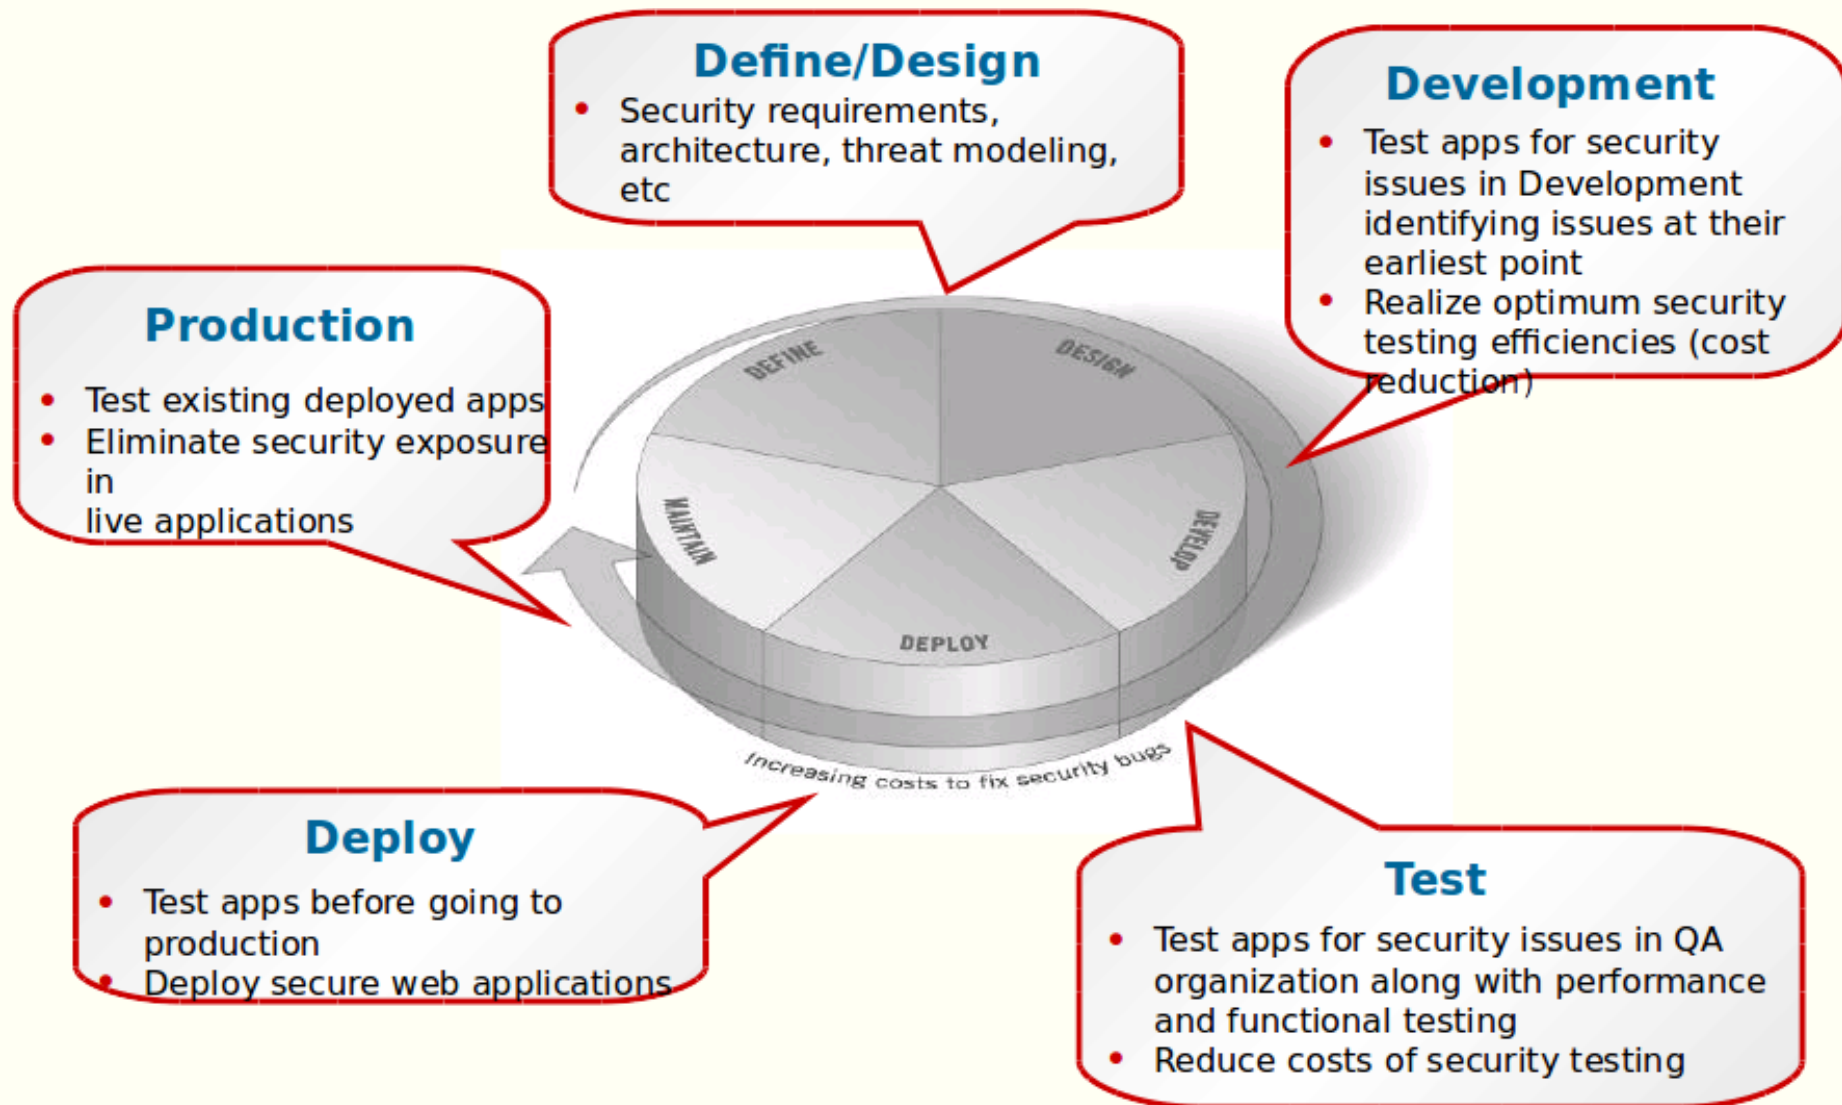 Define/Design
• Security requirements,
architecture, threat modeling,
etc
Development
• Test apps for security
issues in Development
identifying issues at their
earliest point
• Realize optimum security
testing efficiencies (cost
reduction)
Production
• Test existing deployed apps
• Eliminate security exposure
in
live applications
DEFINE
DESIGN
MAINTAIN
DEVELOP
DEPLOY
Increasing costs to fix security bugs
Deploy
• Test apps before going to
production
• Deploy secure web applications
Test
• Test apps for security issues in QA
organization along with performance
and functional testing
• Reduce costs of security testing